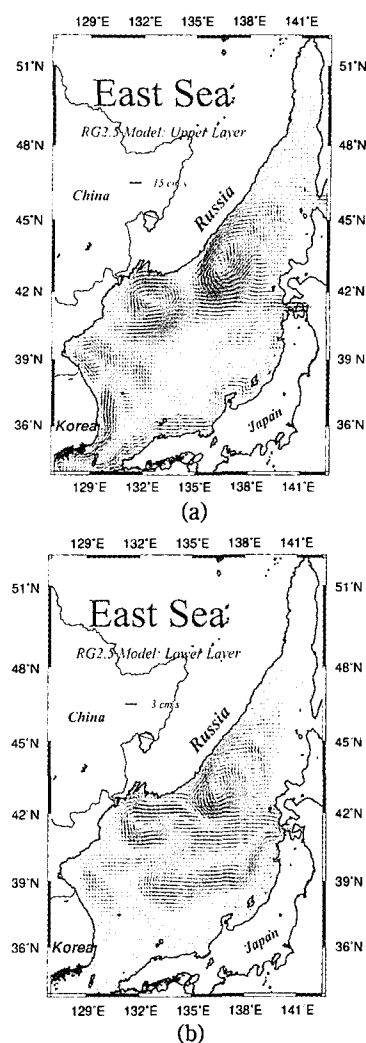 129°E 132°E 135°E 138°E 141°E
51°N 51°N
East Sea
48°N 48°N
RG2.5 Model: Upper Layer
15 cm/s
China
Russia
45°N 45°N
42°N 42°N
39°N 39°N
36°N 36°N
Korea
Japan
129°E 132°E 135°E 138°E 141°E
(a)
129°E 132°E 135°E 138°E 141°E
51°N 51°N
East Sea
RG2.5 Model: Lower Layer
48°N 48°N
3 cm/s
China
Russia
45°N 45°N
42°N 42°N
39°N 39°N
36°N 36°N
Korea
Japan
129°E 132°E 135°E 138°E 141°E
(b)